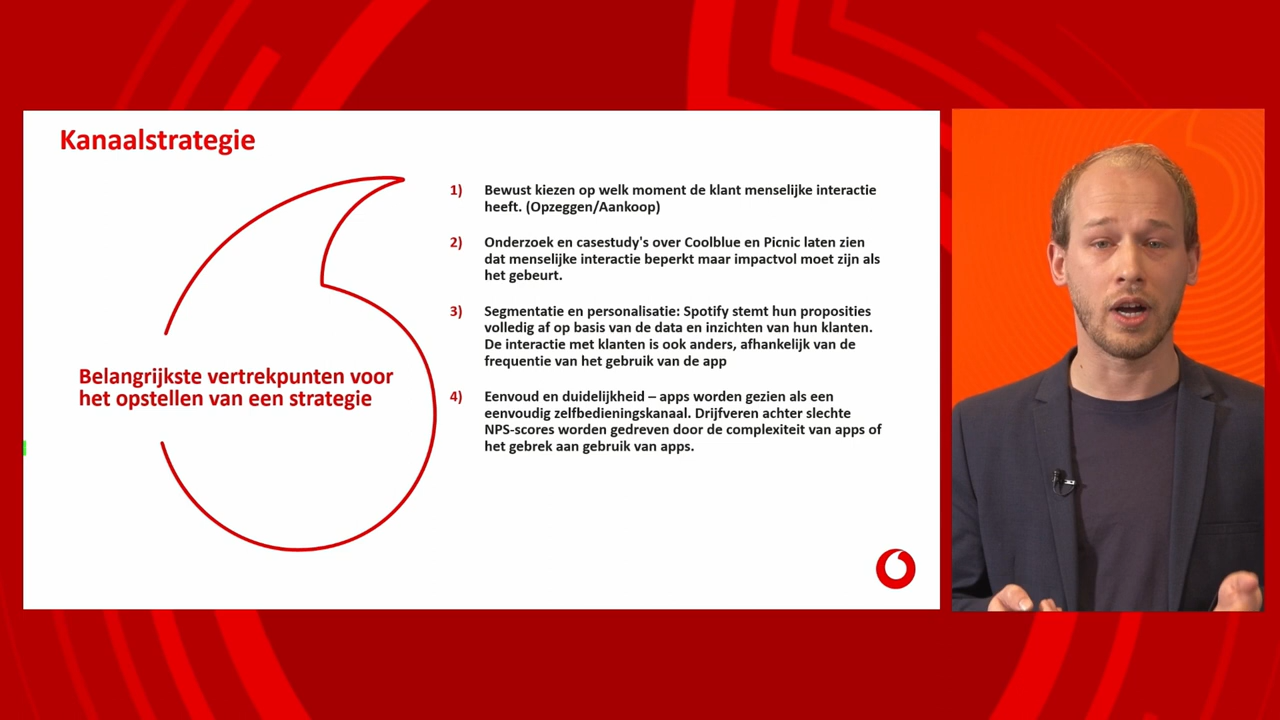 Kanaalstrategie
Belangrijkste vertrekpunten voor
het opstellen van een strategie
1) Bewust kiezen op welk moment de klant menselijke interactie
heeft. (Opzeggen/Aankoop)
2) Onderzoek en casestudy's over Coolblue en Picnic laten zien
dat menselijke interactie beperkt maar impactvol moet zijn als
het gebeurt.
3) Segmentatie en personalisatie: Spotify stemt hun proposities
volledig af op basis van de data en inzichten van hun klanten.
De interactie met klanten is ook anders, afhankelijk van de
frequentie van het gebruik van de app
4) Eenvoud en duidelijkheid – apps worden gezien als een
eenvoudig zelfbedieningskanaal. Drijfveren achter slechte
NPS-scores worden gedreven door de complexiteit van apps of
het gebrek aan gebruik van apps.